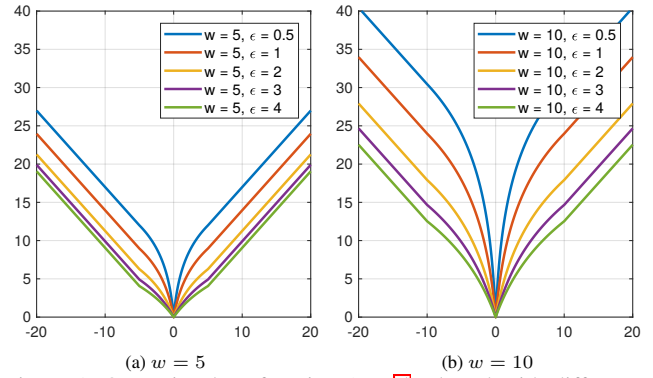 40
35
30
25
20
15
10
5
0
-20 -10 0 10 20
w = 5, ϵ = 0.5
w = 5, ϵ = 1
w = 5, ϵ = 2
w = 5, ϵ = 3
w = 5, ϵ = 4
(a) w = 5
40
35
30
25
20
15
10
5
0
-20 -10 0 10 20
w = 10, ϵ = 0.5
w = 10, ϵ = 1
w = 10, ϵ = 2
w = 10, ϵ = 3
w = 10, ϵ = 4
(b) w = 10